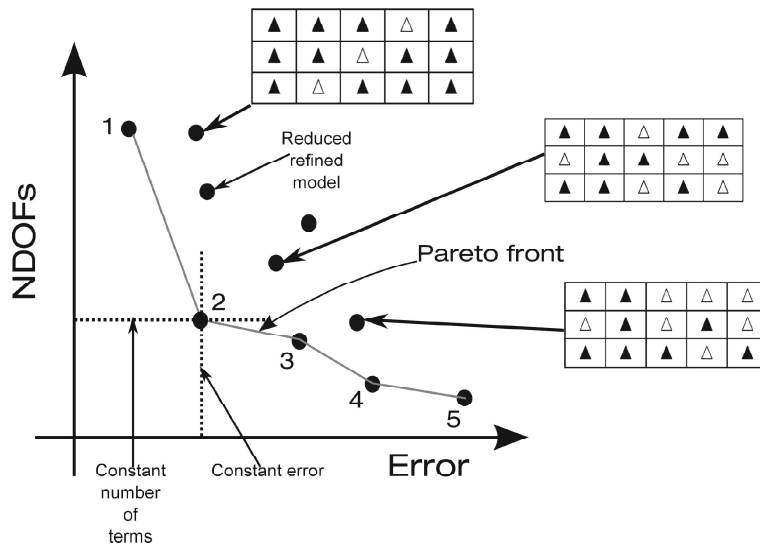 1
Reduced
refined
model
NDOFs
Pareto front
2
3
4
5
Error
Constant
number
of
terms
Constant error